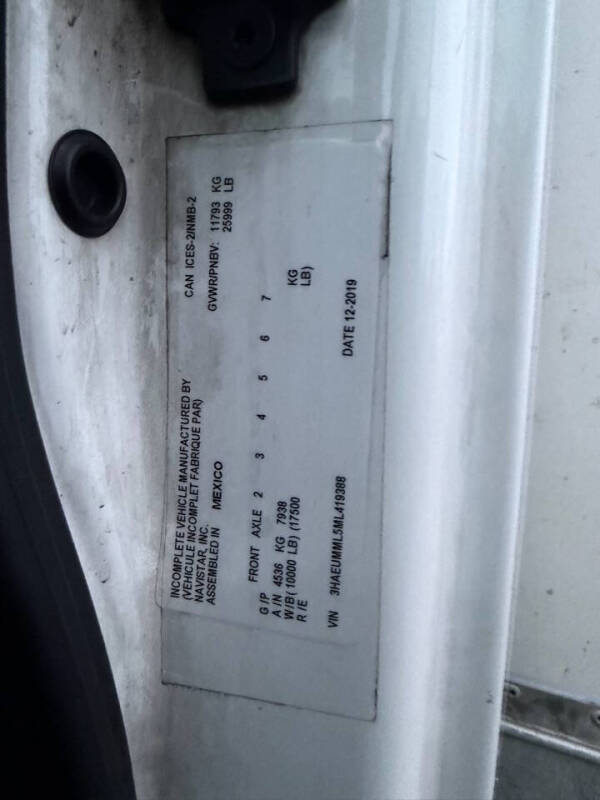 INCOMPLETE VEHICLE MANUFACTURED BY
(VEHICULE INCOMPLET FABRIQUE PAR)
NAVISTAR, INC.
ASSEMBLED IN MEXICO
CAN ICES-2/NMB-2
GVWR/PNBV: 11793 KG
25999 LB
G/P FRONT AXLE 2 3 4 5 6 7
A/N 4536 KG 7938 KG
W/B (10000 LB) (17500 LB)
R/E
VIN 3HAEUMML5ML419388 DATE 12-2019